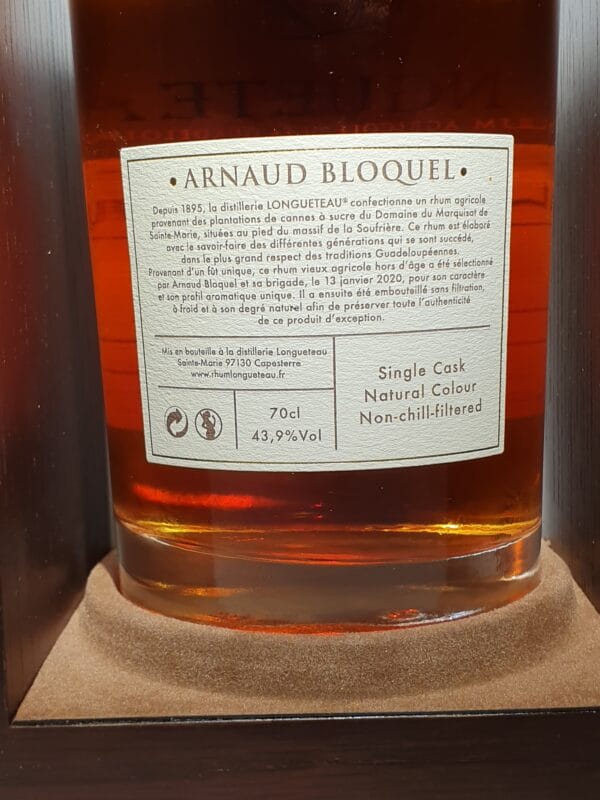 • ARNAUD BLOQUEL •
Depuis 1895, la distillerie LONGUETEAU® confectionne un rhum agricole
provenant des plantations de cannes à sucre du Domaine du Marquisat de
Sainte-Marie, situées au pied du massif de la Soufrière. Ce rhum est élaboré
avec le savoir-faire des différentes générations qui se sont succédé,
dans le plus grand respect des traditions Guadeloupéennes.
Provenant d'un fût unique, ce rhum vieux agricole hors d'âge a été sélectionné
par Arnaud Bloquel et sa brigade, le 13 janvier 2020, pour son caractère
et son profil aromatique unique. Il a ensuite été embouteillé sans filtration,
à froid et à son degré naturel afin de préserver toute l'authenticité
de ce produit d'exception.
Mis en bouteille à la distillerie Longueteau
Sainte-Marie 97130 Capesterre
www.rhumlongueteau.fr
70cl
43,9%Vol
Single Cask
Natural Colour
Non-chill-filtered